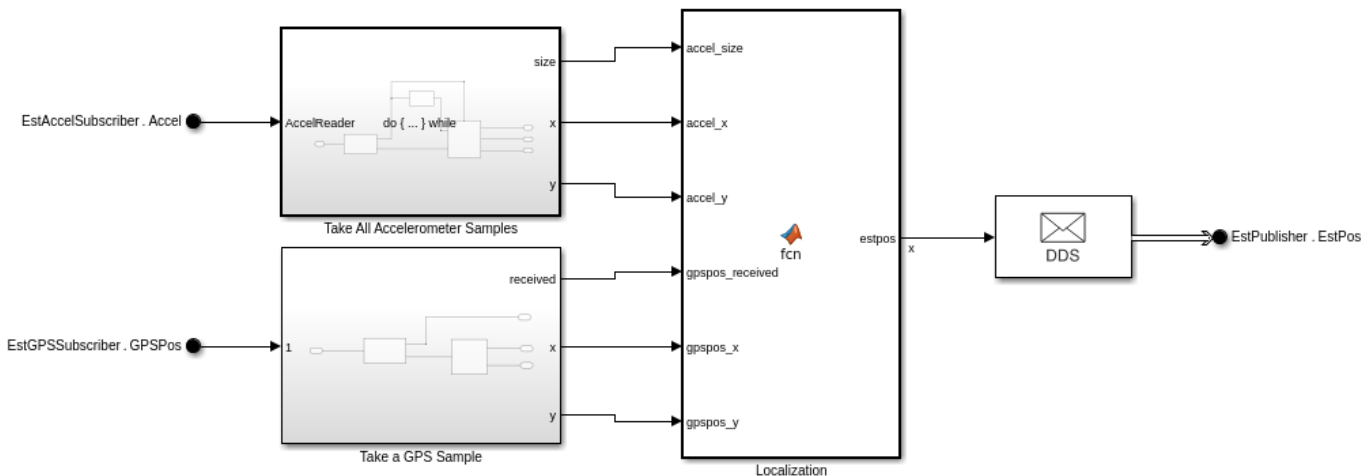 EstAccelSubscriber . Accel
AccelReader
do { ... } while
size
x
y
Take All Accelerometer Samples
EstGPSSubscriber . GPSPos
1
received
x
y
Take a GPS Sample
accel_size
accel_x
accel_y
gpspos_received
gpspos_x
gpspos_y
fcn
estpos
Localization
x
DDS
EstPublisher . EstPos